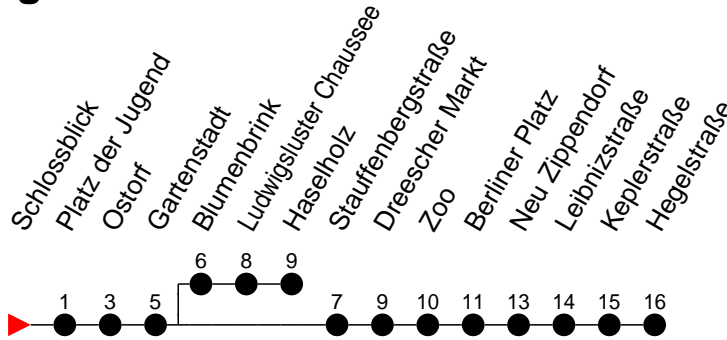 Schlossblick
Platz der Jugend
Ostorf
Gartenstadt
Blumenbrink
Ludwigsluster Chaussee
Haselholz
Stauffenbergstraße
Dreescher Markt
Zoo
Berliner Platz
Neu Zippendorf
Leibnizstraße
Keplerstraße
Hegelstraße
6 8 9
1 3 5 7 9 10 11 13 14 15 16